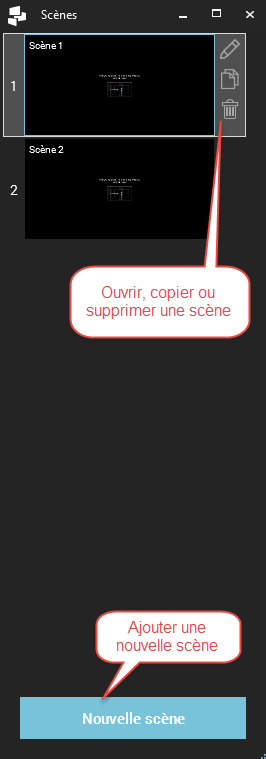 Scènes
1
Scène 1
2
Scène 2
Ouvrir, copier ou
supprimer une scène
Ajouter une
nouvelle scène
Nouvelle scène